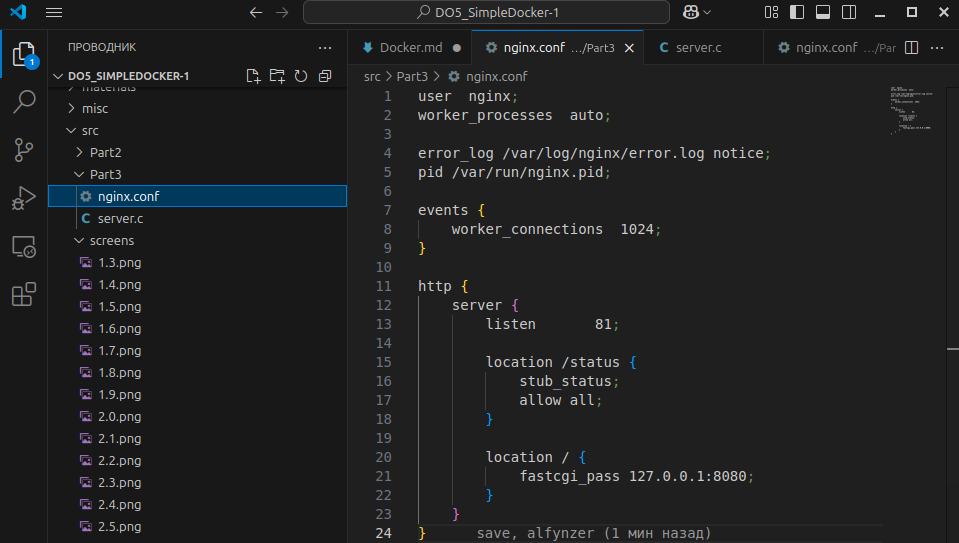 DO5_SimpleDocker-1
ПРОВОДНИК
Docker.md
nginx.conf .../Part3
server.c
nginx.conf .../Par
1
DO5_SIMPLEDOCKER-1
materials
misc
src
Part2
Part3
nginx.conf
server.c
screens
1.3.png
1.4.png
1.5.png
1.6.png
1.7.png
1.8.png
1.9.png
2.0.png
2.1.png
2.2.png
2.3.png
2.4.png
2.5.png
src > Part3 > nginx.conf
1 user  nginx;
2 worker_processes  auto;
3
4 error_log /var/log/nginx/error.log notice;
5 pid /var/run/nginx.pid;
6
7 events {
8     worker_connections  1024;
9 }
10
11 http {
12     server {
13         listen       81;
14
15         location /status {
16             stub_status;
17             allow all;
18         }
19
20         location / {
21             fastcgi_pass 127.0.0.1:8080;
22         }
23     }
24 }      save, alfynzer (1 мин назад)